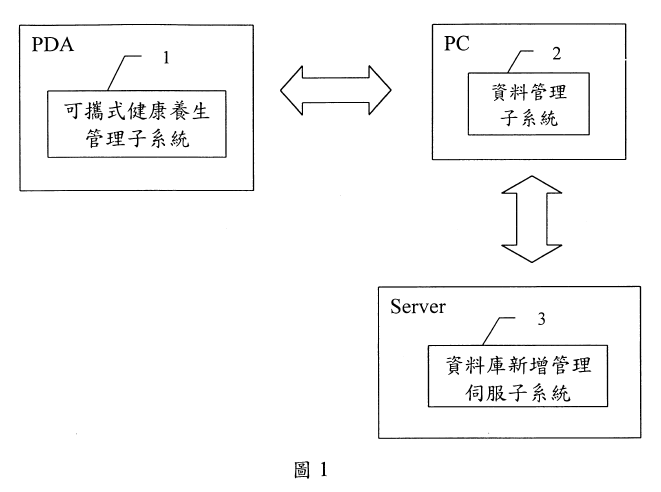 PDA
1
可攜式健康養生
管理子系統
PC
2
資料管理
子系統
Server
3
資料庫新增管理
伺服子系統
圖 1